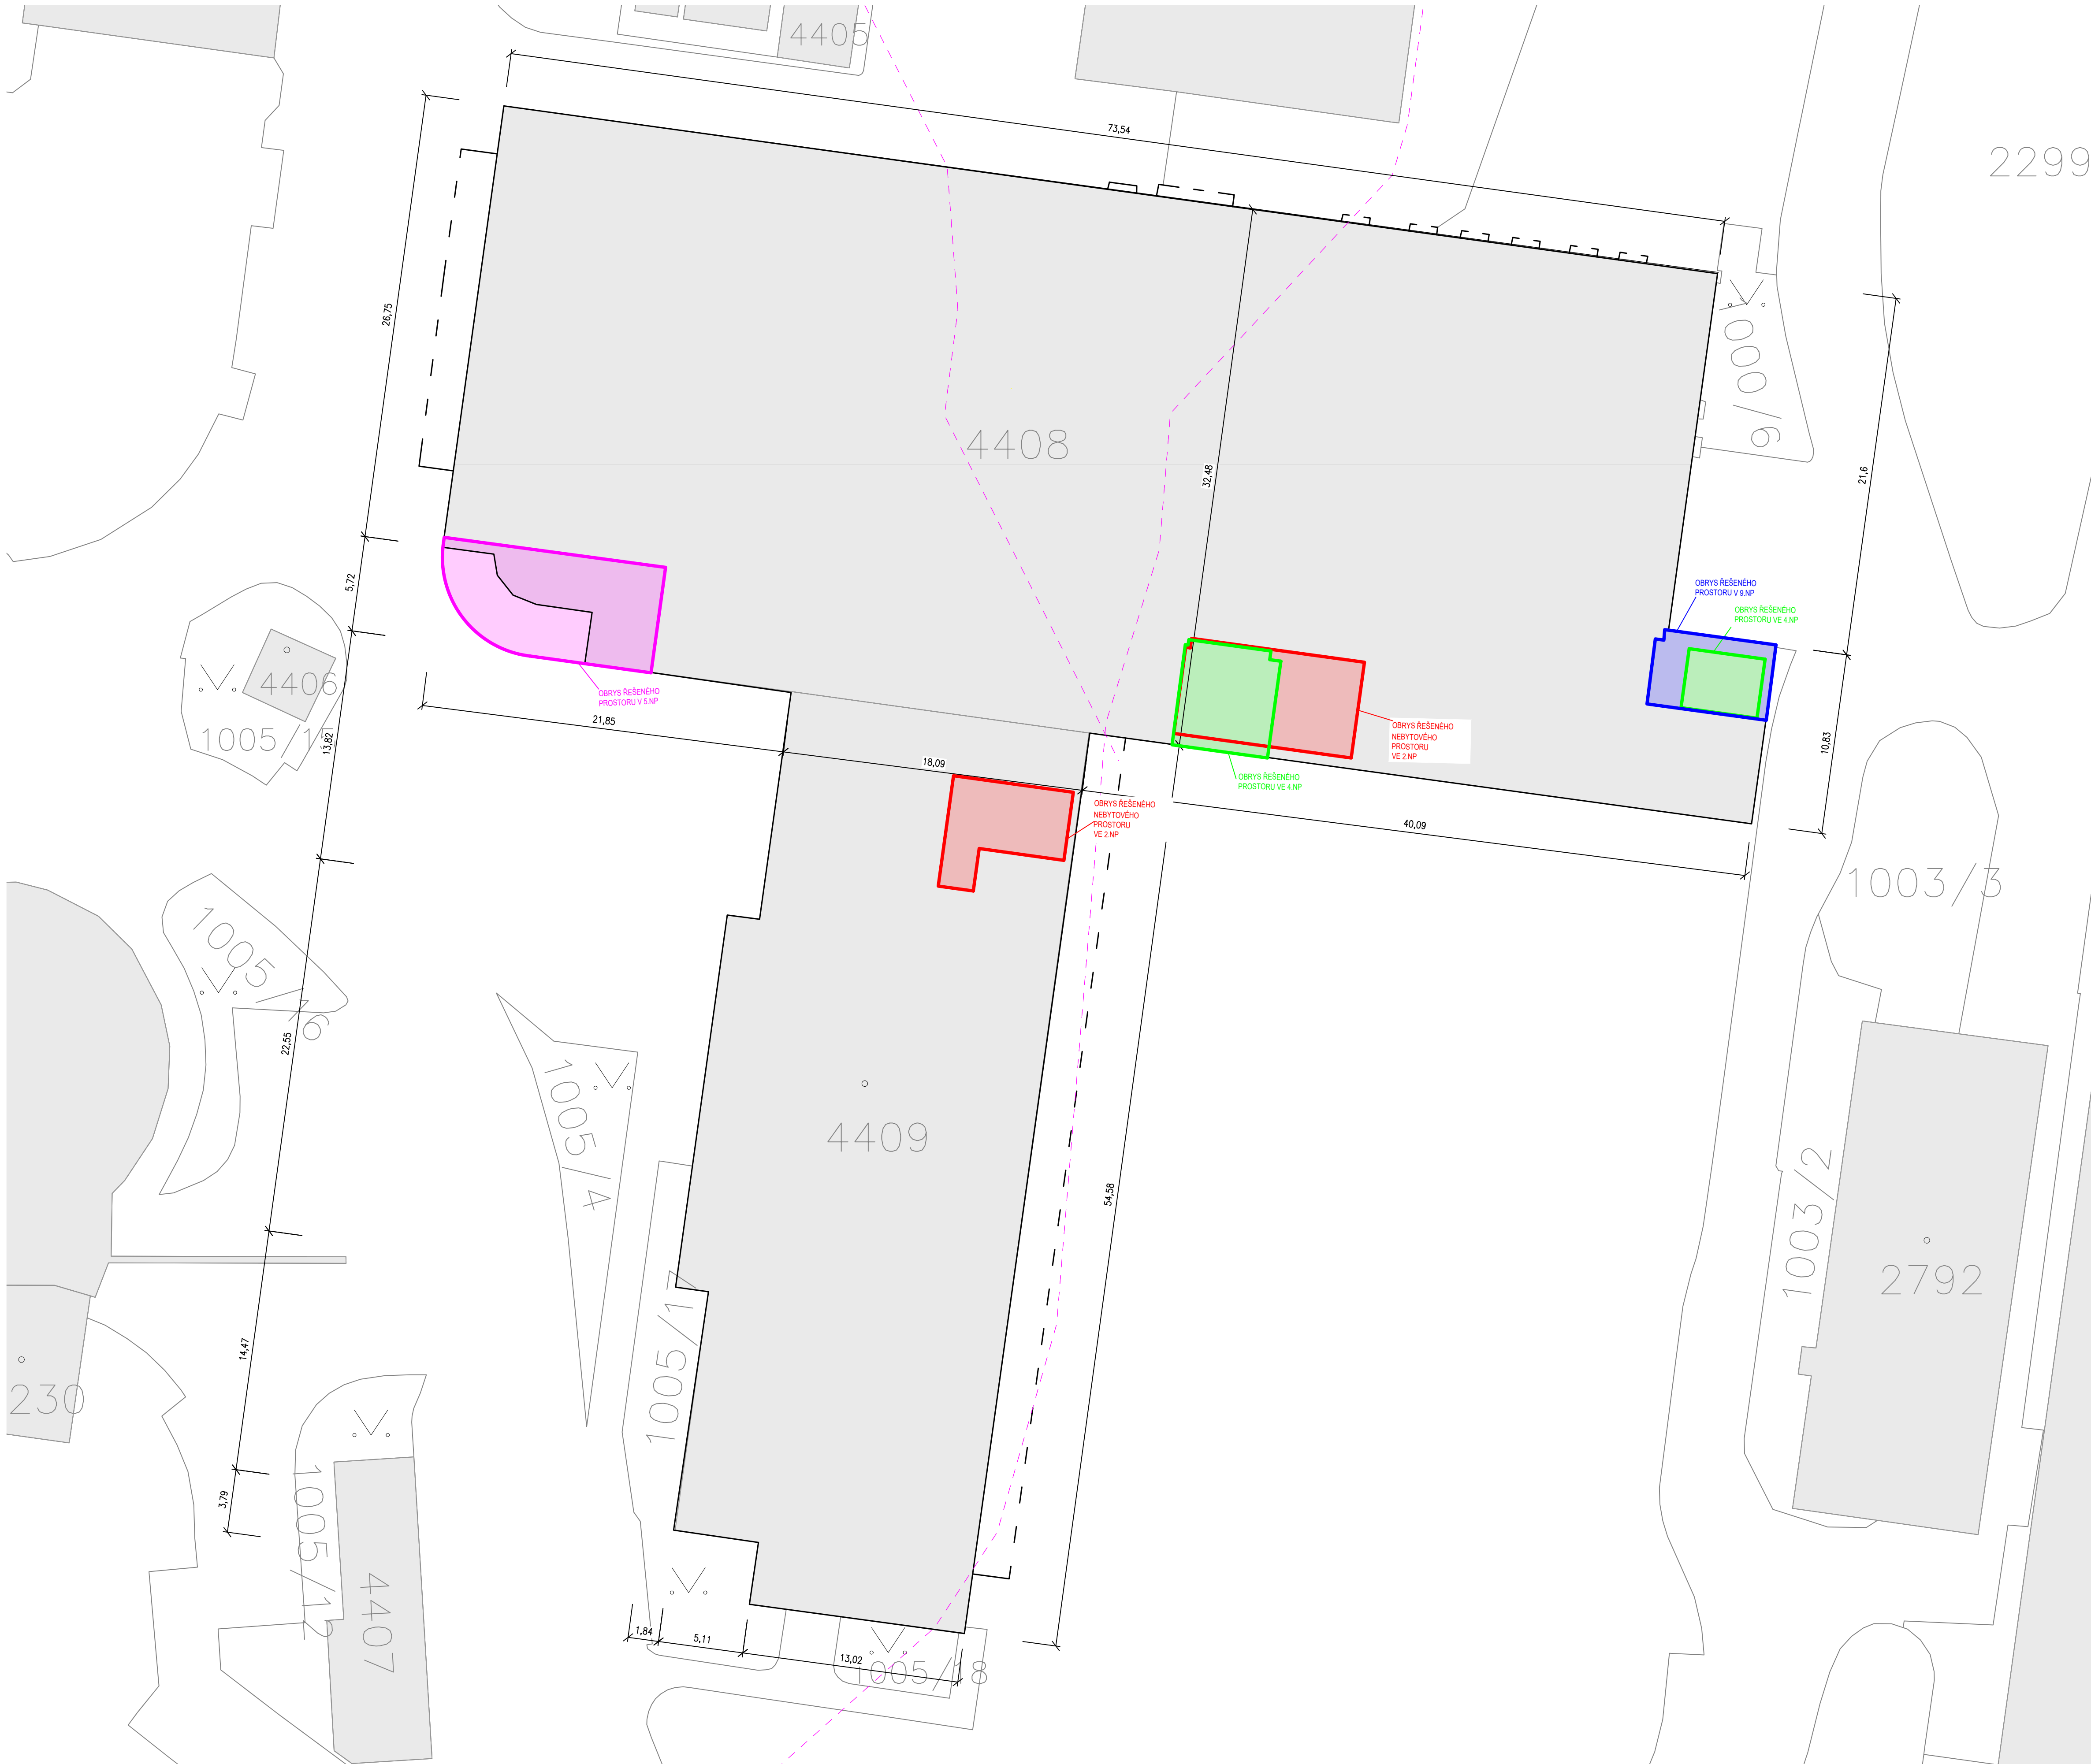 4405
73,54
2299
26,75
1000/9
4408
32,48
21,6
5,72
OBRYS ŘEŠENÉHO
PROSTORU V 9.NP
OBRYS ŘEŠENÉHO
PROSTORU VE 4.NP
4406
1005/15
13,82
OBRYS ŘEŠENÉHO
PROSTORU V 5.NP
21,85
18,09
OBRYS ŘEŠENÉHO
NEBYTOVÉHO
PROSTORU
VE 2.NP
OBRYS ŘEŠENÉHO
PROSTORU VE 4.NP
10,83
OBRYS ŘEŠENÉHO
NEBYTOVÉHO
PROSTORU
VE 2.NP
40,09
1003/3
1005/16
22,55
1005/4
4409
54,58
1003/2
2792
1005/17
14,47
230
3,79
1005/12
4407
1,84
5,11
13,02
1005/18